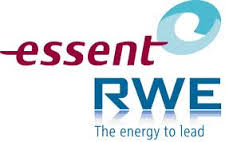 essent
RWE
The energy to lead